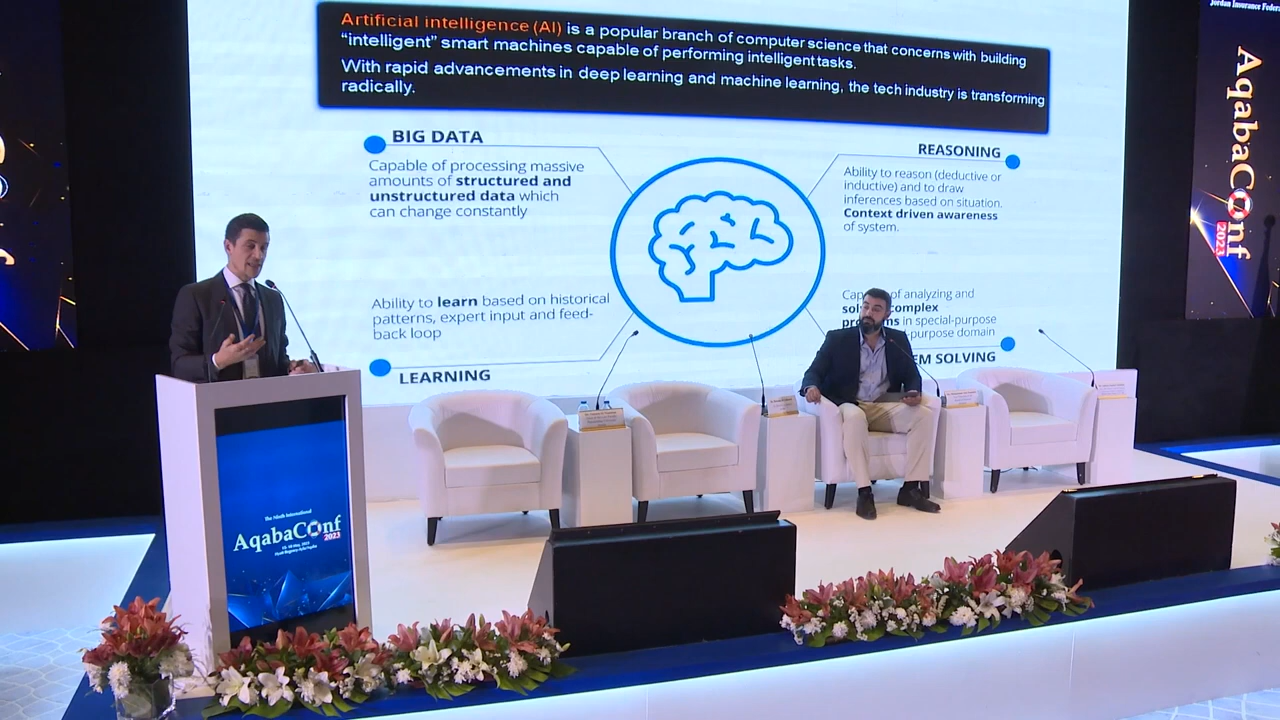 Artificial intelligence (AI) is a popular branch of computer science that concerns with building
“intelligent” smart machines capable of performing intelligent tasks.
With rapid advancements in deep learning and machine learning, the tech industry is transforming
radically.
BIG DATA
Capable of processing massive
amounts of structured and
unstructured data which
can change constantly
REASONING
Ability to reason (deductive or
inductive) and to draw
inferences based on situation.
Context driven awareness
of system.
Ability to learn based on historical
patterns, expert input and feed-
back loop
LEARNING
of analyzing and
complex
in special-purpose
purpose domain
SOLVING
Jordan Insurance
AqabaConf
2023
The Ninth International
AqabaConf
2023